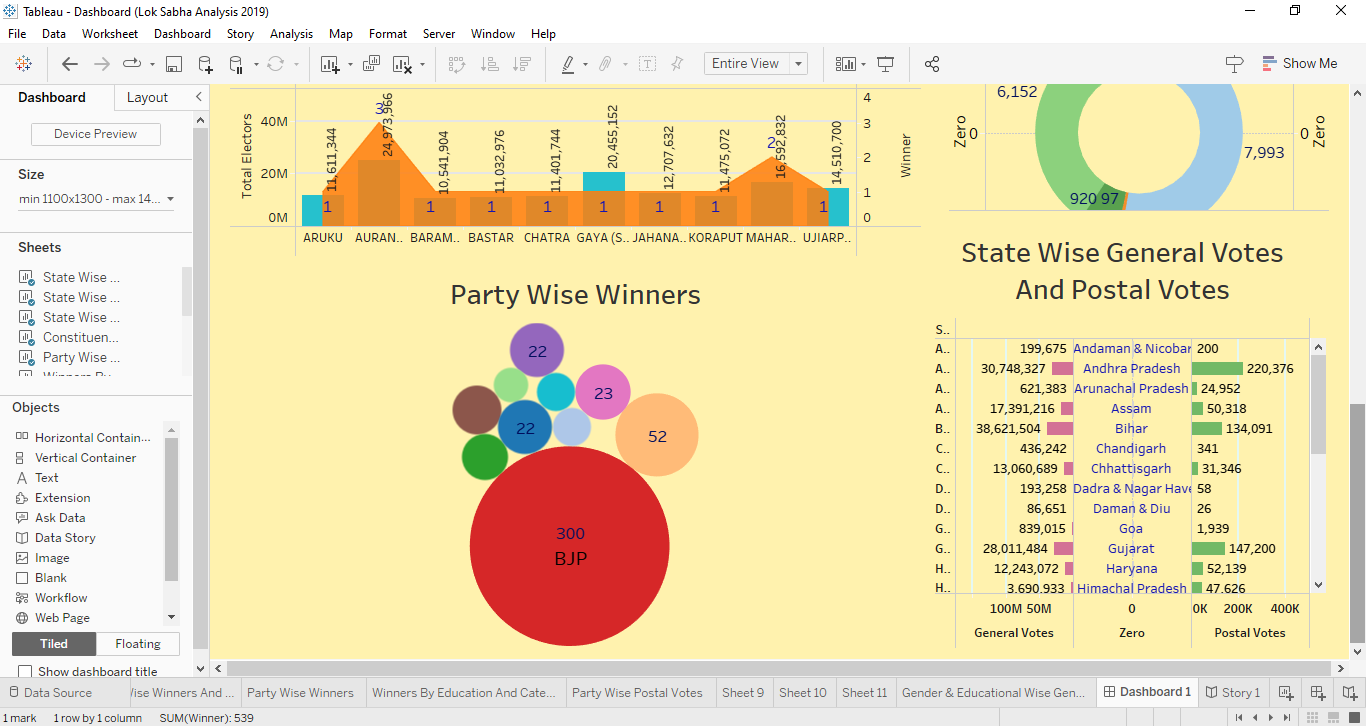 Tableau - Dashboard (Lok Sabha Analysis 2019)
File Data Worksheet Dashboard Story Analysis Map Format Server Window Help
Entire View
Show Me
Dashboard Layout
Device Preview
Size
min 1100x1300 - max 14...
Sheets
State Wise ...
State Wise ...
State Wise ...
Constituen...
Party Wise ...
Objects
Horizontal Contain...
Vertical Container
Text
Extension
Ask Data
Data Story
Image
Blank
Workflow
Web Page
Tiled Floating
Show dashboard title
Total Electors
40M
20M
0M
11,611,344
24,973,966
10,541,904
11,032,976
11,401,744
20,455,152
12,707,632
11,475,072
16,592,832
14,510,700
1 3 1 1 1 1 1 1 2 1
ARUKU AURAN.. BARAM.. BASTAR CHATRA GAYA (S.. JAHANA.. KORAPUT MAHAR.. UJIARP..
4
3
2
1
0
Winner
6,152
Zero 0
0 Zero
7,993
920 97
Party Wise Winners
22
23
22
52
300
BJP
State Wise General Votes
And Postal Votes
S..
A.. 199,675 Andaman & Nicobar 200
A.. 30,748,327 Andhra Pradesh 220,376
A.. 621,383 Arunachal Pradesh 24,952
A.. 17,391,216 Assam 50,318
B.. 38,621,504 Bihar 134,091
C.. 436,242 Chandigarh 341
C.. 13,060,689 Chhattisgarh 31,346
D.. 193,258 Dadra & Nagar Have 58
D.. 86,651 Daman & Diu 26
G.. 839,015 Goa 1,939
G.. 28,011,484 Gujarat 147,200
H.. 12,243,072 Haryana 52,139
H.. 3,690,933 Himachal Pradesh 47,626
100M 50M 0 0K 200K 400K
General Votes Zero Postal Votes
Data Source /ise Winners And ... Party Wise Winners Winners By Education And Cate... Party Wise Postal Votes Sheet 9 Sheet 10 Sheet 11 Gender & Educational Wise Gen... Dashboard 1 Story 1
1 mark 1 row by 1 column SUM(Winner): 539